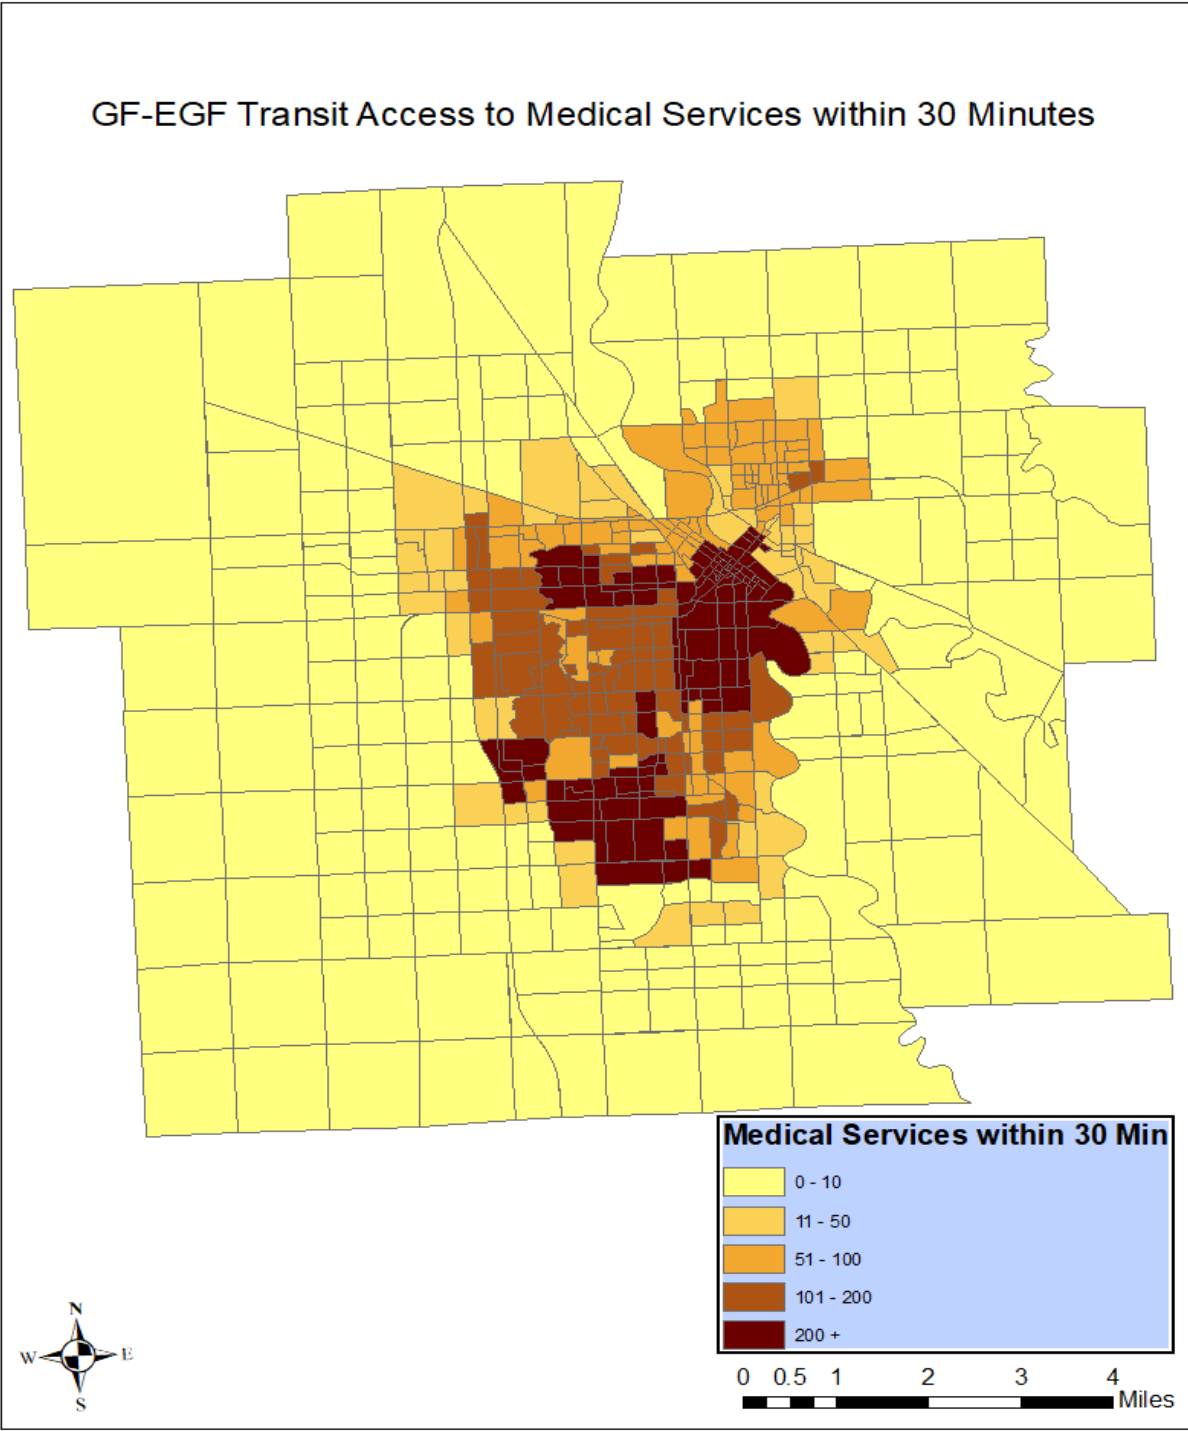 GF-EGF Transit Access to Medical Services within 30 Minutes
Medical Services within 30 Min
0 - 10
11 - 50
51 - 100
101 - 200
200 +
N
W E
S
0 0.5 1 2 3 4
Miles